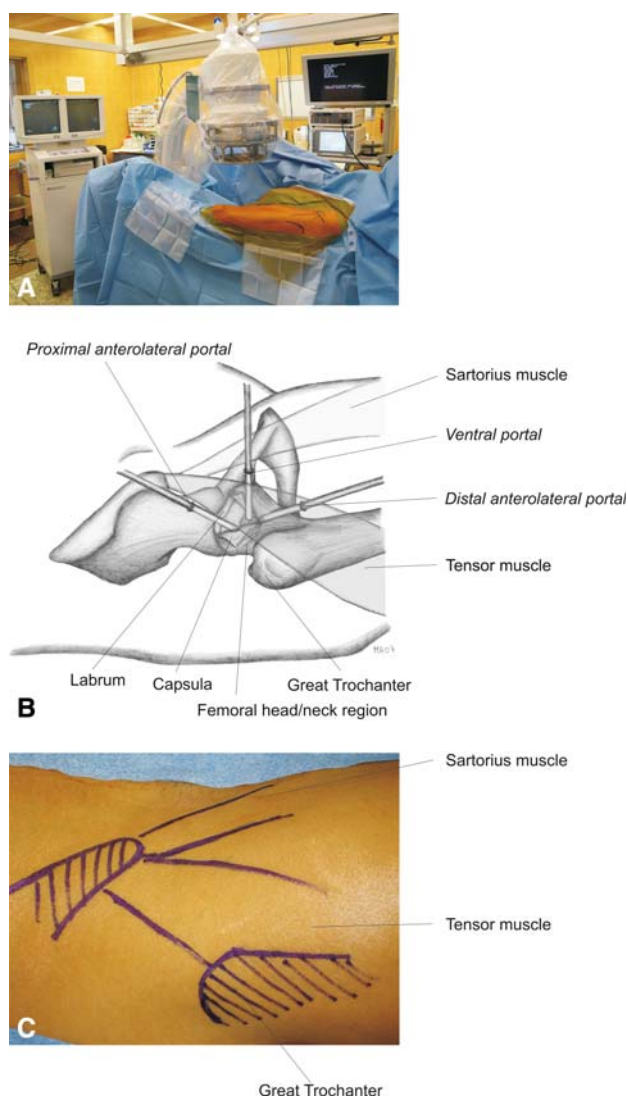 A
Proximal anterolateral portal
Sartorius muscle
Ventral portal
Distal anterolateral portal
Tensor muscle
Labrum
Capsula
Great Trochanter
Femoral head/neck region
B
Sartorius muscle
Tensor muscle
C
Great Trochanter